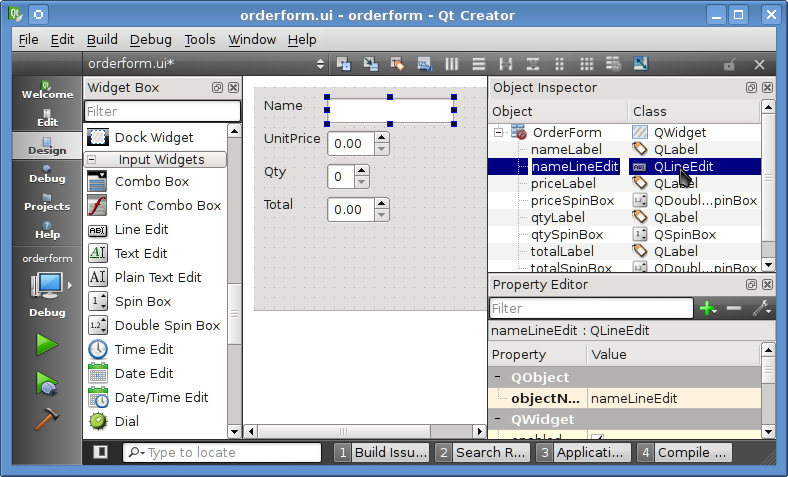 orderform.ui - orderform - Qt Creator
File Edit Build Debug Tools Window Help
orderform.ui*
Welcome
Edit
Design
Debug
Projects
Help
orderform
Debug
Widget Box
Filter
Dock Widget
Input Widgets
Combo Box
Font Combo Box
Line Edit
Text Edit
Plain Text Edit
Spin Box
Double Spin Box
Time Edit
Date Edit
Date/Time Edit
Dial
Name
UnitPrice 0.00
Qty 0
Total 0.00
Object Inspector
Object Class
OrderForm QWidget
nameLabel QLabel
nameLineEdit QLineEdit
priceLabel QLabel
priceSpinBox QDoubl...pinBox
qtyLabel QLabel
qtySpinBox QSpinBox
totalLabel QLabel
totalSpinBox QDoubl...pinBox
Property Editor
Filter
nameLineEdit : QLineEdit
Property Value
QObject
objectN... nameLineEdit
QWidget
enabled
Type to locate 1 Build Issu... 2 Search R... 3 Applicati... 4 Compile ...